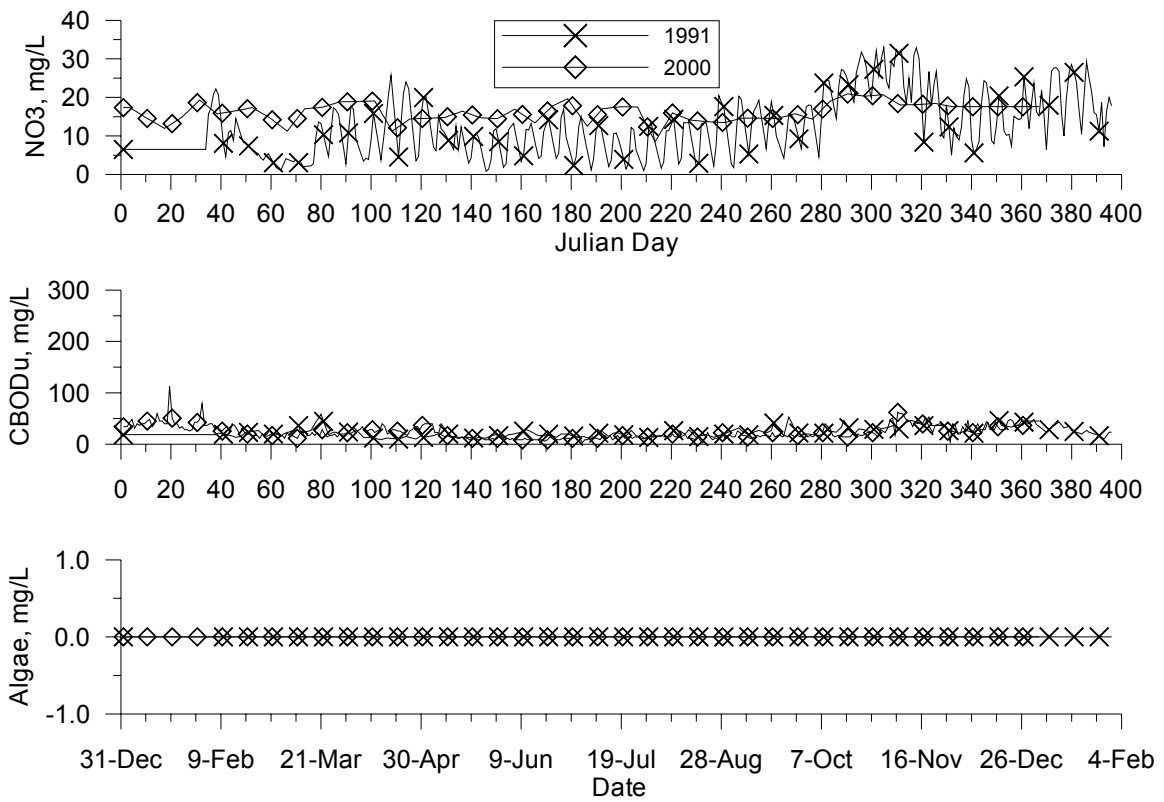 NO3, mg/L
40
30
20
10
0
1991
2000
0 20 40 60 80 100 120 140 160 180 200 220 240 260 280 300 320 340 360 380 400
Julian Day
CBODu, mg/L
300
200
100
0
0 20 40 60 80 100 120 140 160 180 200 220 240 260 280 300 320 340 360 380 400
Algae, mg/L
1.0
0.0
-1.0
31-Dec 9-Feb 21-Mar 30-Apr 9-Jun 19-Jul 28-Aug 7-Oct 16-Nov 26-Dec 4-Feb
Date